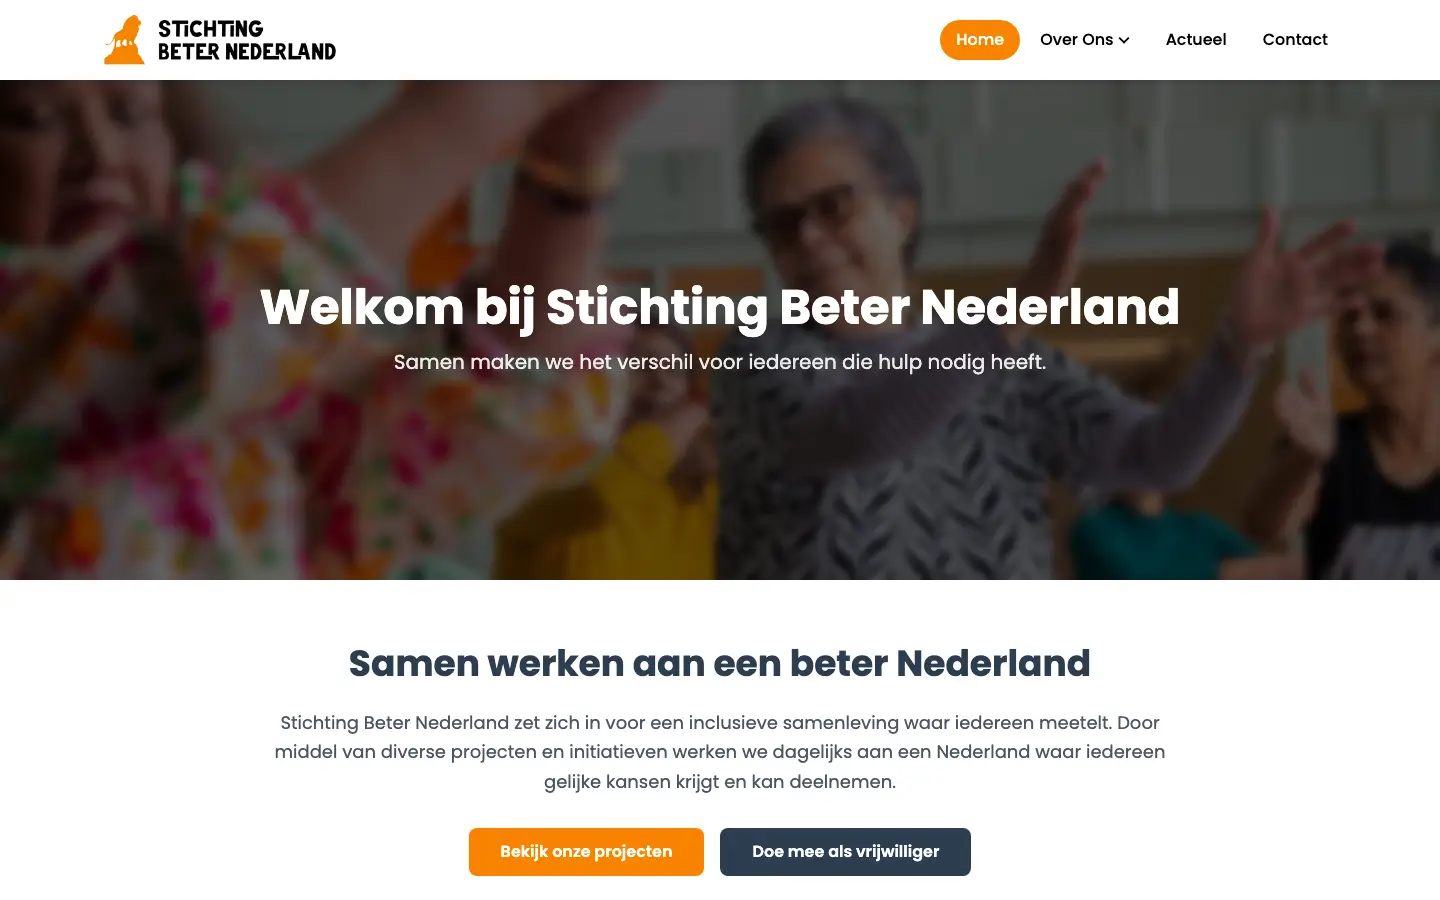 STICHTING
BETER NEDERLAND
Home
Over Ons
Actueel
Contact
Welkom bij Stichting Beter Nederland
Samen maken we het verschil voor iedereen die hulp nodig heeft.
Samen werken aan een beter Nederland
Stichting Beter Nederland zet zich in voor een inclusieve samenleving waar iedereen meetelt. Door
middel van diverse projecten en initiatieven werken we dagelijks aan een Nederland waar iedereen
gelijke kansen krijgt en kan deelnemen.
Bekijk onze projecten
Doe mee als vrijwilliger